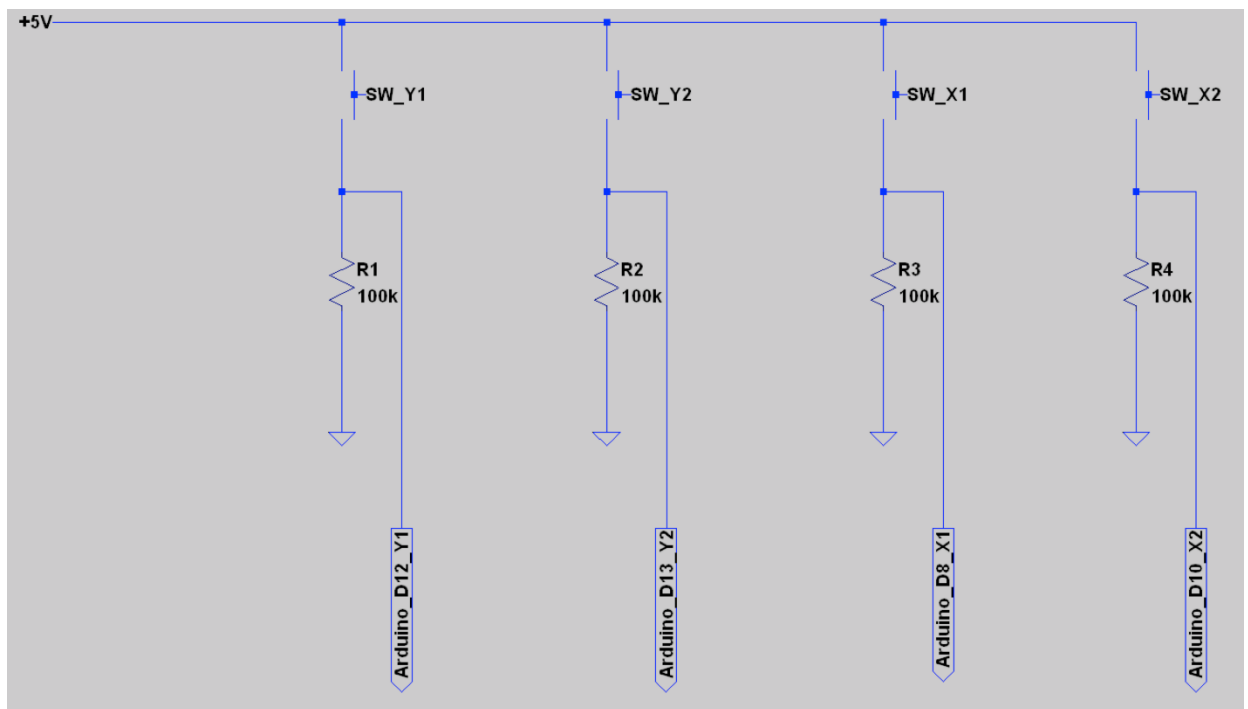 +5V
SW_Y1
SW_Y2
SW_X1
SW_X2
R1
100k
R2
100k
R3
100k
R4
100k
Arduino_D12_Y1
Arduino_D13_Y2
Arduino_D8_X1
Arduino_D10_X2